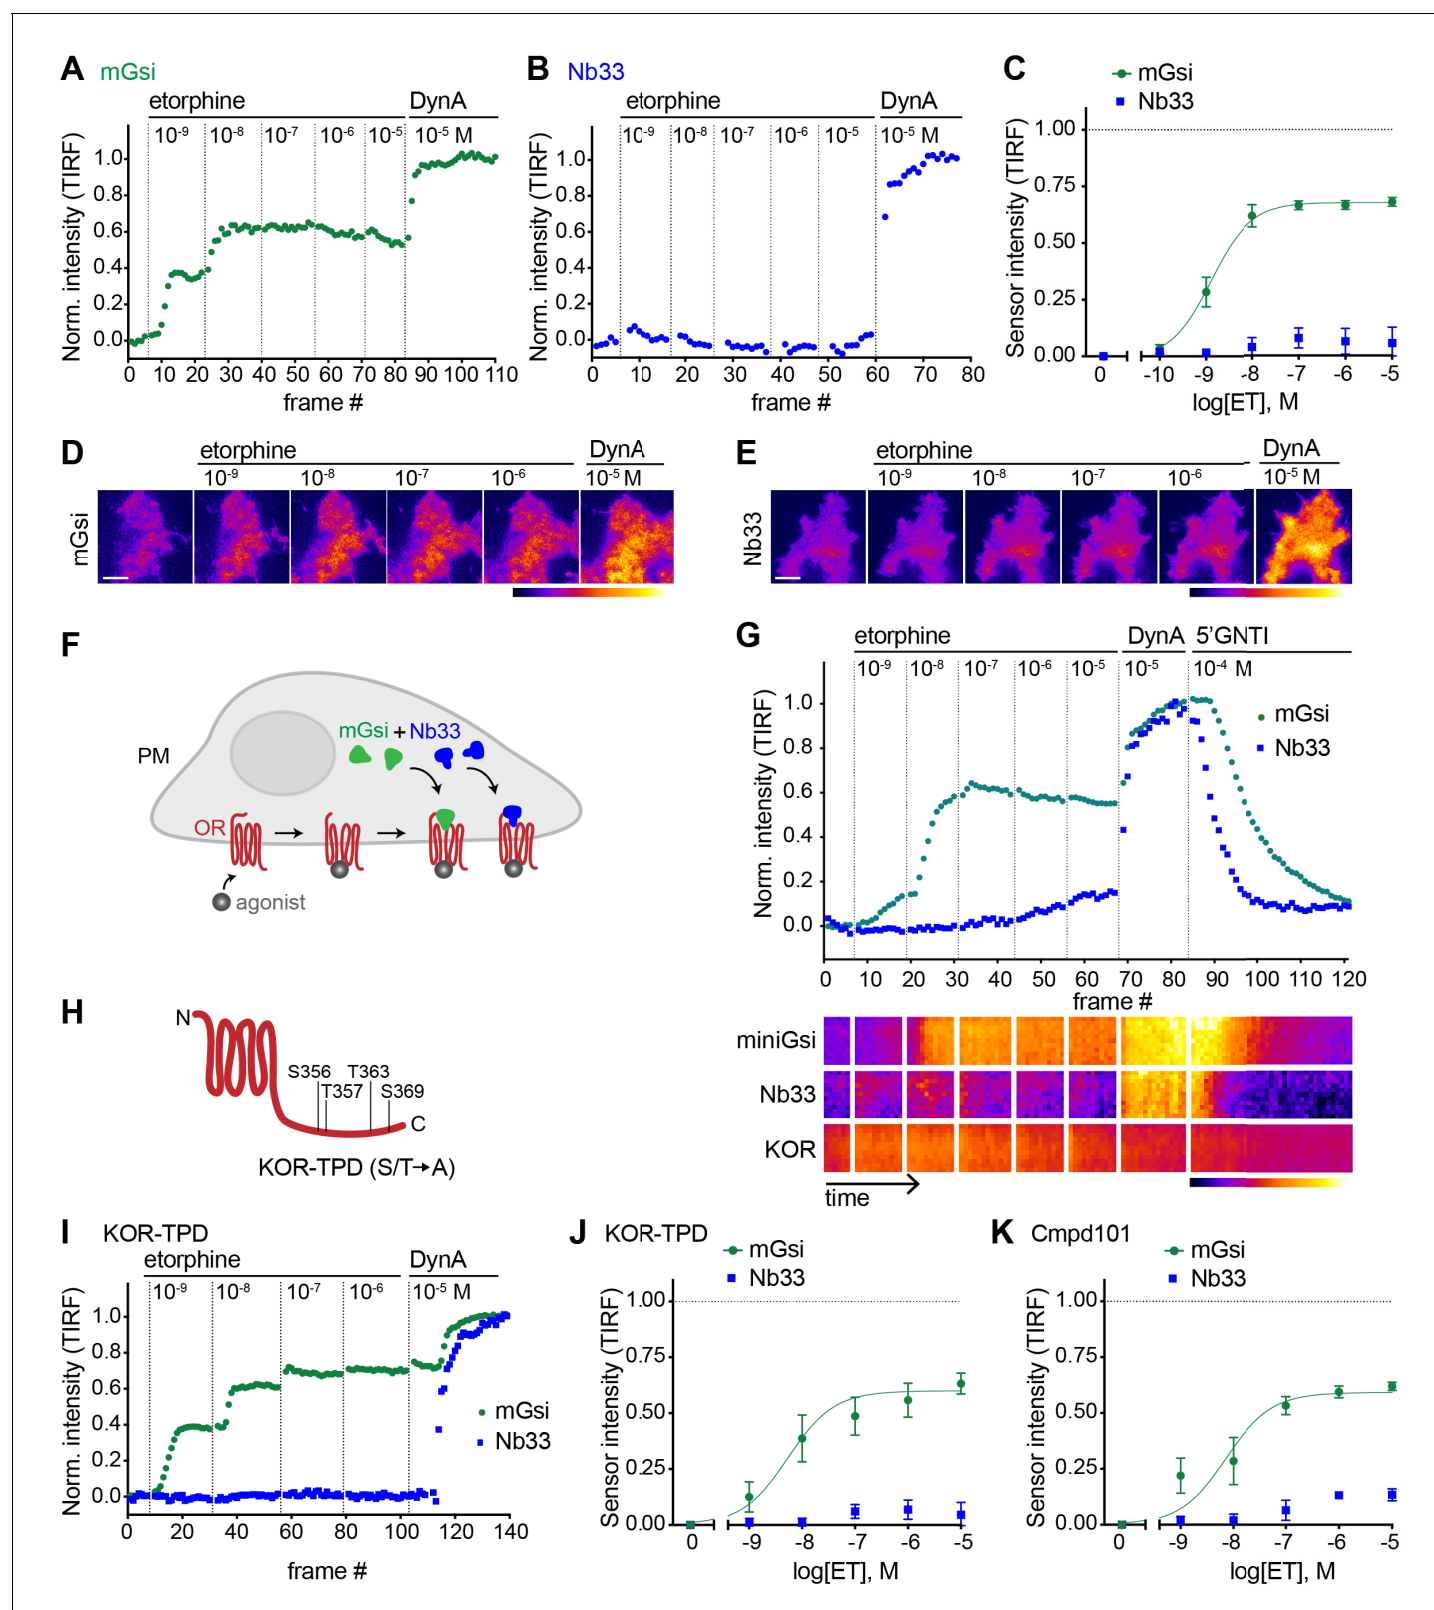 A mGsi
etorphine DynA
10-9 10-8 10-7 10-6 10-5 10-5 M
Norm. intensity (TIRF)
1.0
0.8
0.6
0.4
0.2
0.0
0 10 20 30 40 50 60 70 80 90 100 110
frame #
B Nb33
etorphine DynA
10-9 10-8 10-7 10-6 10-5 10-5 M
Norm. intensity (TIRF)
1.0
0.8
0.6
0.4
0.2
0.0
0 10 20 30 40 50 60 70 80
frame #
C
mGsi
Nb33
Sensor intensity (TIRF)
1.00
0.75
0.50
0.25
0.00
0 -10 -9 -8 -7 -6 -5
log[ET], M
D
etorphine DynA
10-9 10-8 10-7 10-6 10-5 M
mGsi
E
etorphine DynA
10-9 10-8 10-7 10-6 10-5 M
Nb33
F
mGsi + Nb33
PM
OR
agonist
G
etorphine DynA 5'GNTI
10-9 10-8 10-7 10-6 10-5 10-5 10-4 M
Norm. intensity (TIRF)
1.0
0.8
0.6
0.4
0.2
0.0
mGsi
Nb33
0 10 20 30 40 50 60 70 80 90 100 110 120
frame #
miniGsi
Nb33
KOR
time
H
N
S356 T363
T357 S369
C
KOR-TPD (S/T→A)
I KOR-TPD
etorphine DynA
10-9 10-8 10-7 10-6 10-5 M
Norm. intensity (TIRF)
1.0
0.8
0.6
0.4
0.2
0.0
mGsi
Nb33
0 20 40 60 80 100 120 140
frame #
J KOR-TPD
mGsi
Nb33
Sensor intensity (TIRF)
1.00
0.75
0.50
0.25
0.00
0 -9 -8 -7 -6 -5
log[ET], M
K Cmpd101
mGsi
Nb33
Sensor intensity (TIRF)
1.00
0.75
0.50
0.25
0.00
0 -9 -8 -7 -6 -5
log[ET], M